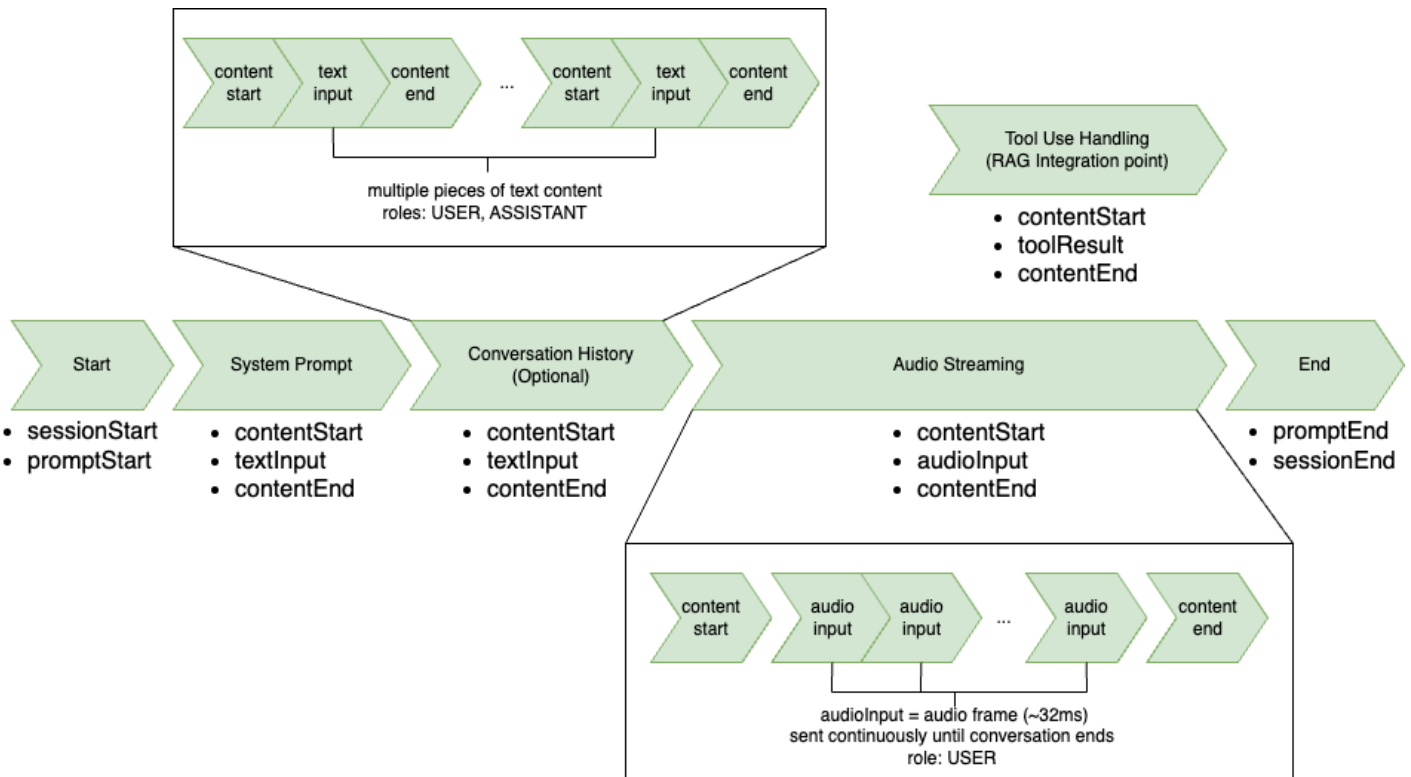 content
start
text
input
content
end
...
content
start
text
input
content
end
multiple pieces of text content
roles: USER, ASSISTANT
Tool Use Handling
(RAG Integration point)
• contentStart
• toolResult
• contentEnd
Start
• sessionStart
• promptStart
System Prompt
• contentStart
• textInput
• contentEnd
Conversation History
(Optional)
• contentStart
• textInput
• contentEnd
Audio Streaming
• contentStart
• audioInput
• contentEnd
End
• promptEnd
• sessionEnd
content
start
audio
input
audio
input
...
audio
input
content
end
audioInput = audio frame (~32ms)
sent continuously until conversation ends
role: USER